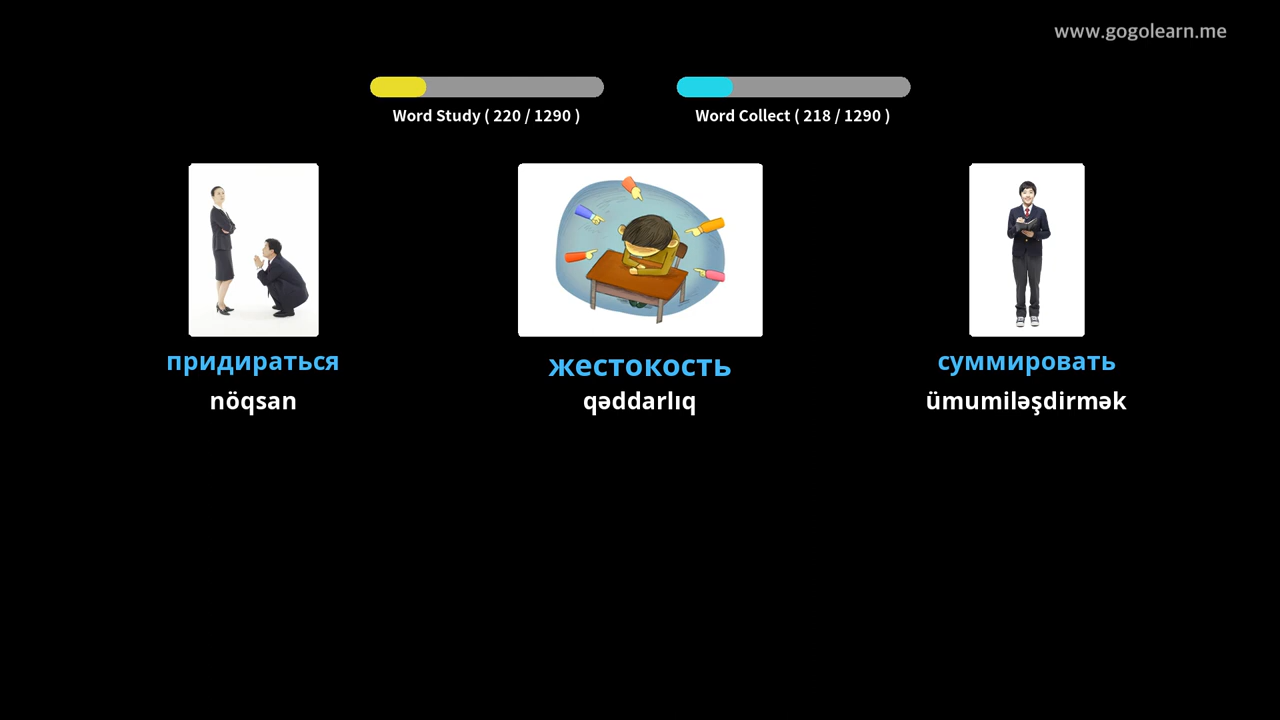 www.gogolearn.me
Word Study ( 220 / 1290 )
Word Collect ( 218 / 1290 )
придираться
жестокость
суммировать
nöqsan
qəddarlıq
ümumiləşdirmək